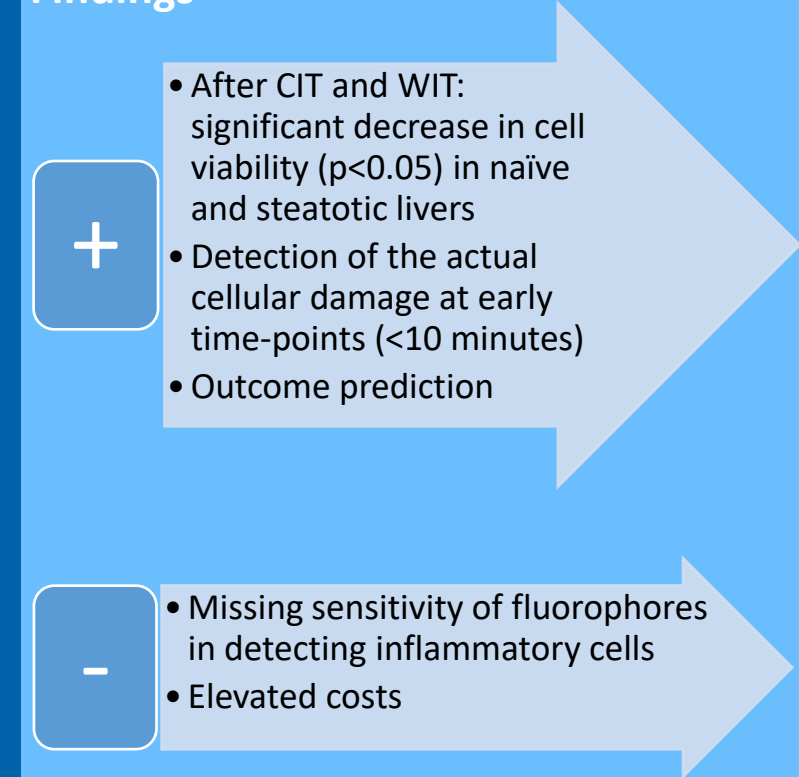 Findings
+
• After CIT and WIT:
significant decrease in cell
viability (p<0.05) in naïve
and steatotic livers
• Detection of the actual
cellular damage at early
time-points (<10 minutes)
• Outcome prediction
-
• Missing sensitivity of fluorophores
in detecting inflammatory cells
• Elevated costs